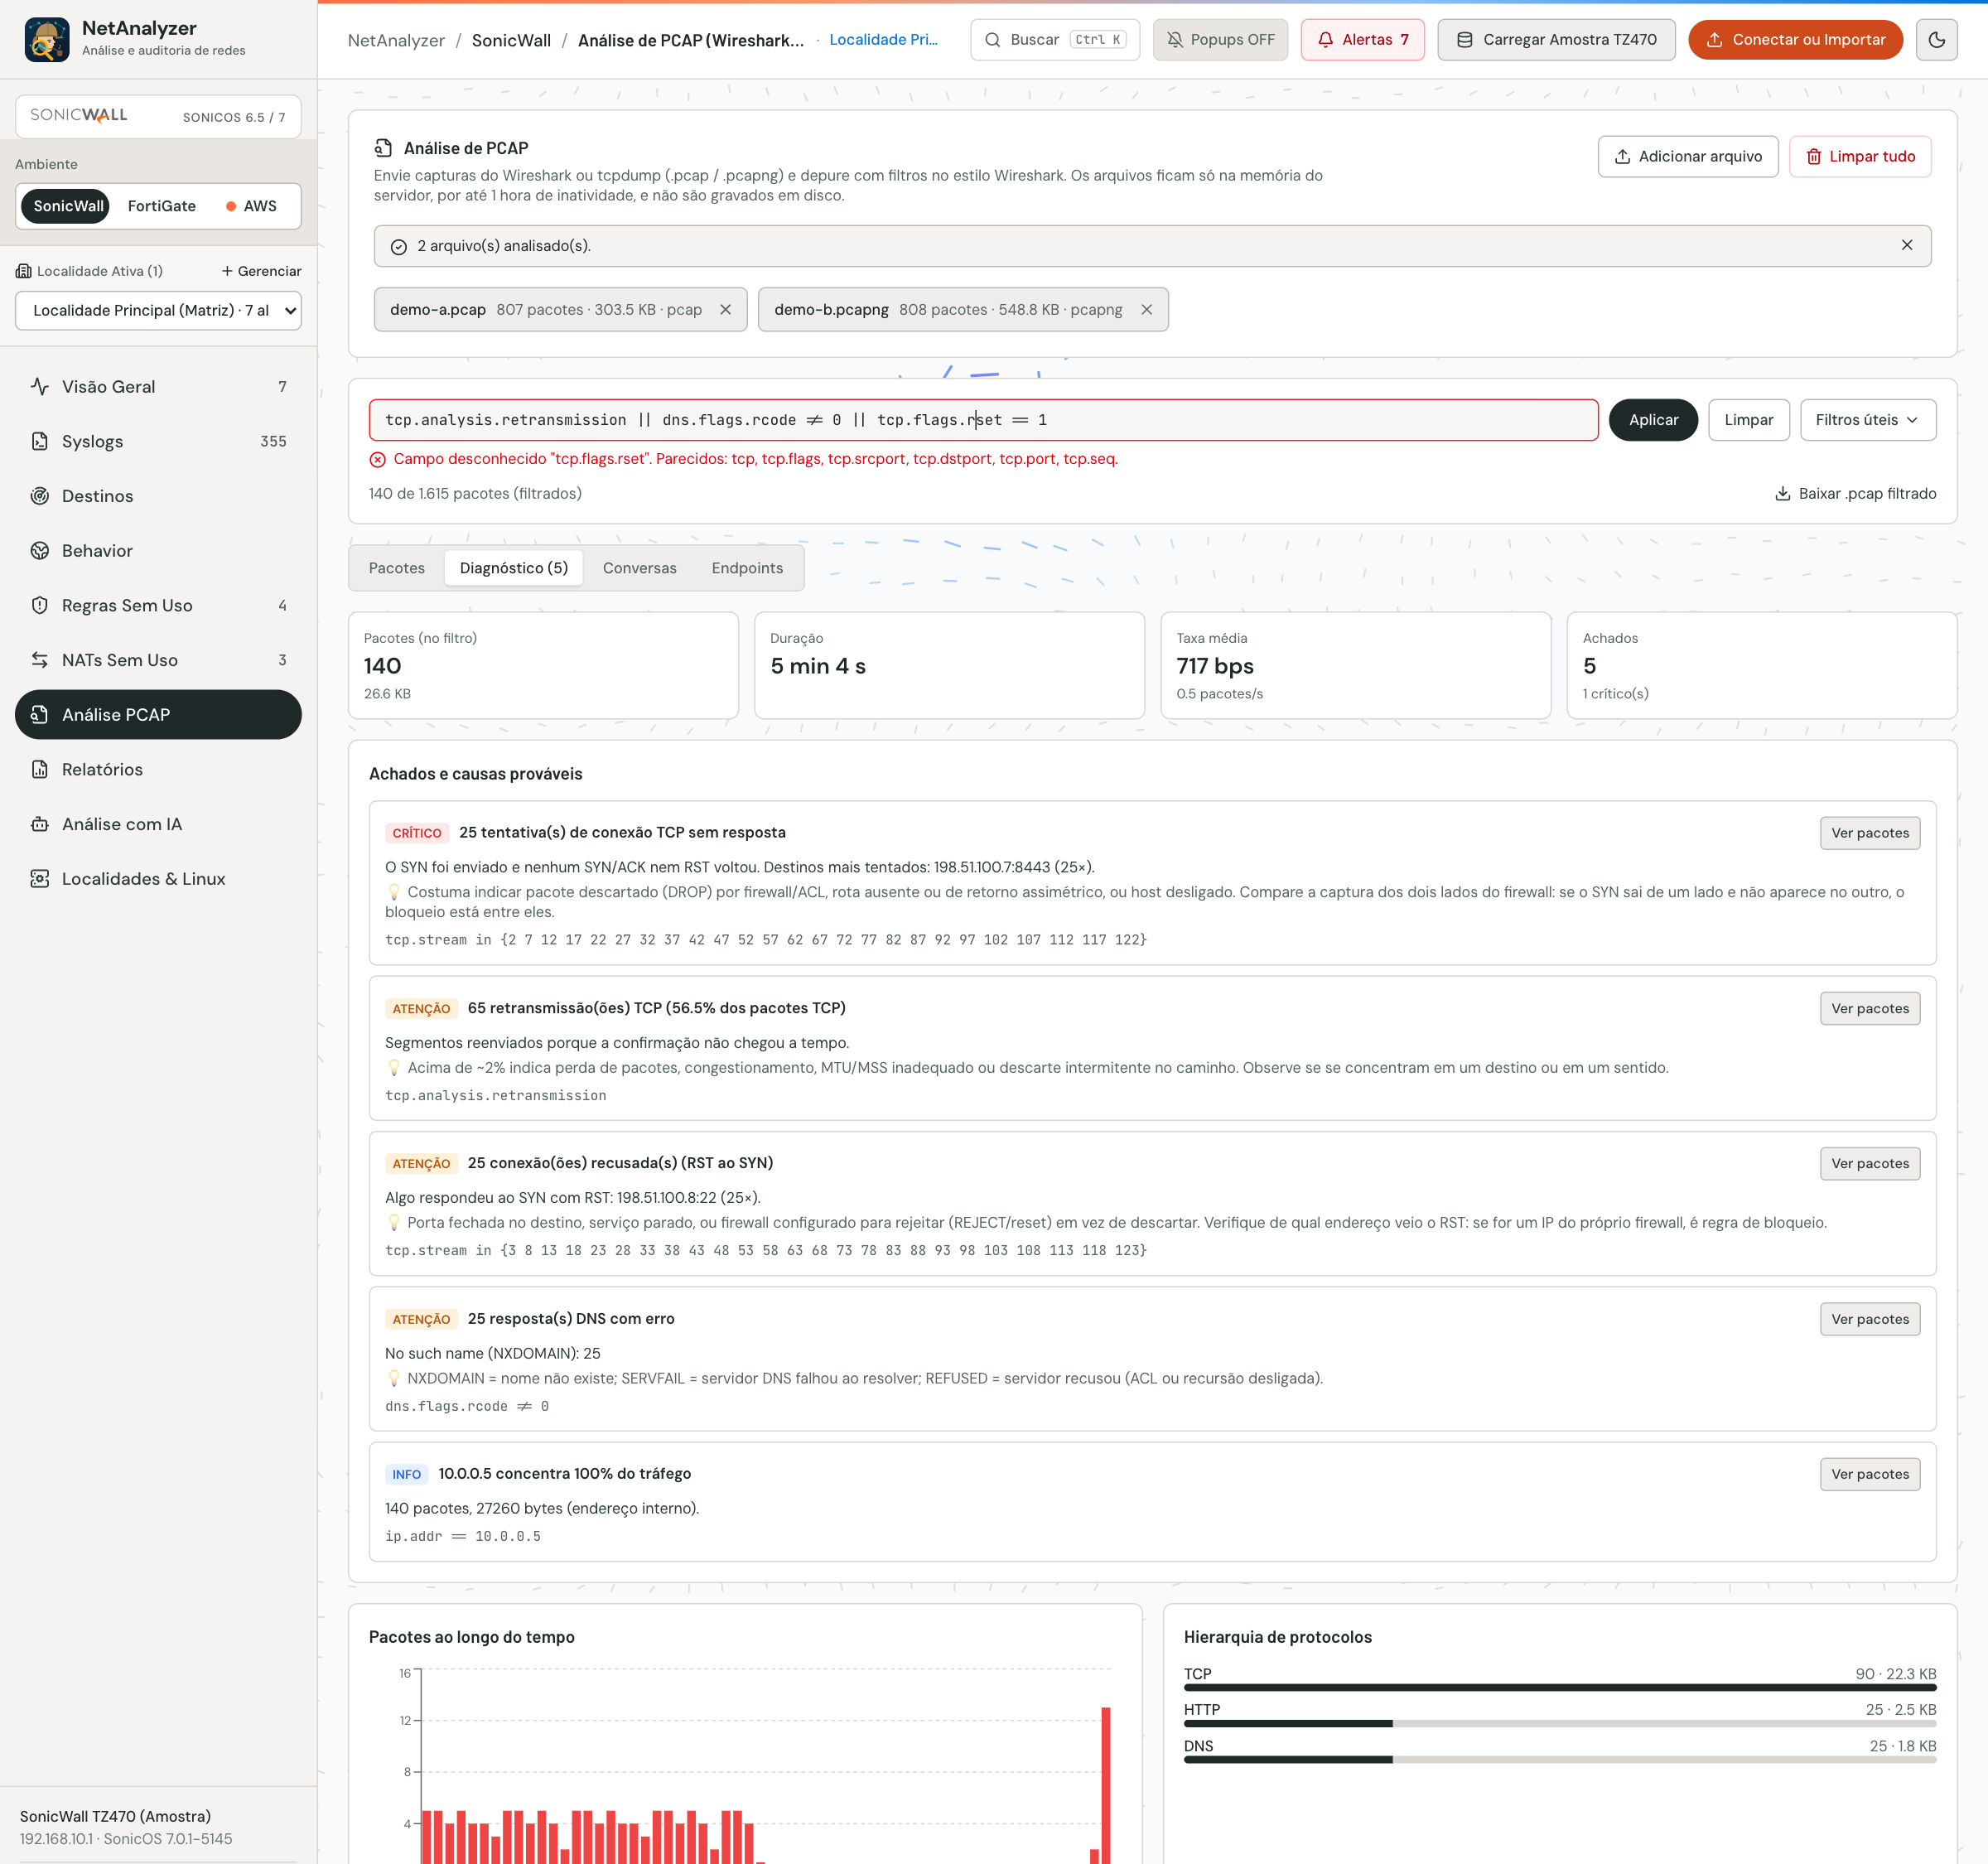 NetAnalyzer
Análise e auditoria de redes
SONICWALL
SONICOS 6.5 / 7
Ambiente
SonicWall
FortiGate
AWS
Localidade Ativa (1)
+ Gerenciar
Localidade Principal (Matriz) · 7 al
Visão Geral 7
Syslogs 355
Destinos
Behavior
Regras Sem Uso 4
NATs Sem Uso 3
Análise PCAP
Relatórios
Análise com IA
Localidades & Linux
SonicWall TZ470 (Amostra)
192.168.10.1 · SonicOS 7.0.1-5145
NetAnalyzer / SonicWall / Análise de PCAP (Wireshark... · Localidade Pri...
Buscar Ctrl K
Popups OFF
Alertas 7
Carregar Amostra TZ470
Conectar ou Importar
Análise de PCAP
Envie capturas do Wireshark ou tcpdump (.pcap / .pcapng) e depure com filtros no estilo Wireshark. Os arquivos ficam só na memória do
servidor, por até 1 hora de inatividade, e não são gravados em disco.
Adicionar arquivo
Limpar tudo
2 arquivo(s) analisado(s).
demo-a.pcap 807 pacotes · 303.5 KB · pcap
demo-b.pcapng 808 pacotes · 548.8 KB · pcapng
tcp.analysis.retransmission || dns.flags.rcode != 0 || tcp.flags.rset == 1
Aplicar
Limpar
Filtros úteis
Campo desconhecido "tcp.flags.rset". Parecidos: tcp, tcp.flags, tcp.srcport, tcp.dstport, tcp.port, tcp.seq.
140 de 1.615 pacotes (filtrados)
Baixar .pcap filtrado
Pacotes
Diagnóstico (5)
Conversas
Endpoints
Pacotes (no filtro)
140
26.6 KB
Duração
5 min 4 s
Taxa média
717 bps
0.5 pacotes/s
Achados
5
1 crítico(s)
Achados e causas prováveis
CRÍTICO 25 tentativa(s) de conexão TCP sem resposta
Ver pacotes
O SYN foi enviado e nenhum SYN/ACK nem RST voltou. Destinos mais tentados: 198.51.100.7:8443 (25×).
💡 Costuma indicar pacote descartado (DROP) por firewall/ACL, rota ausente ou de retorno assimétrico, ou host desligado. Compare a captura dos dois lados do firewall: se o SYN sai de um lado e não aparece no outro, o
bloqueio está entre eles.
tcp.stream in {2 7 12 17 22 27 32 37 42 47 52 57 62 67 72 77 82 87 92 97 102 107 112 117 122}
ATENÇÃO 65 retransmissão(ões) TCP (56.5% dos pacotes TCP)
Ver pacotes
Segmentos reenviados porque a confirmação não chegou a tempo.
💡 Acima de ~2% indica perda de pacotes, congestionamento, MTU/MSS inadequado ou descarte intermitente no caminho. Observe se se concentram em um destino ou em um sentido.
tcp.analysis.retransmission
ATENÇÃO 25 conexão(ões) recusada(s) (RST ao SYN)
Ver pacotes
Algo respondeu ao SYN com RST: 198.51.100.8:22 (25×).
💡 Porta fechada no destino, serviço parado, ou firewall configurado para rejeitar (REJECT/reset) em vez de descartar. Verifique de qual endereço veio o RST: se for um IP do próprio firewall, é regra de bloqueio.
tcp.stream in {3 8 13 18 23 28 33 38 43 48 53 58 63 68 73 78 83 88 93 98 103 108 113 118 123}
ATENÇÃO 25 resposta(s) DNS com erro
Ver pacotes
No such name (NXDOMAIN): 25
💡 NXDOMAIN = nome não existe; SERVFAIL = servidor DNS falhou ao resolver; REFUSED = servidor recusou (ACL ou recursão desligada).
dns.flags.rcode != 0
INFO 10.0.0.5 concentra 100% do tráfego
Ver pacotes
140 pacotes, 27260 bytes (endereço interno).
ip.addr == 10.0.0.5
Pacotes ao longo do tempo
16
12
8
4
Hierarquia de protocolos
TCP 90 · 22.3 KB
HTTP 25 · 2.5 KB
DNS 25 · 1.8 KB